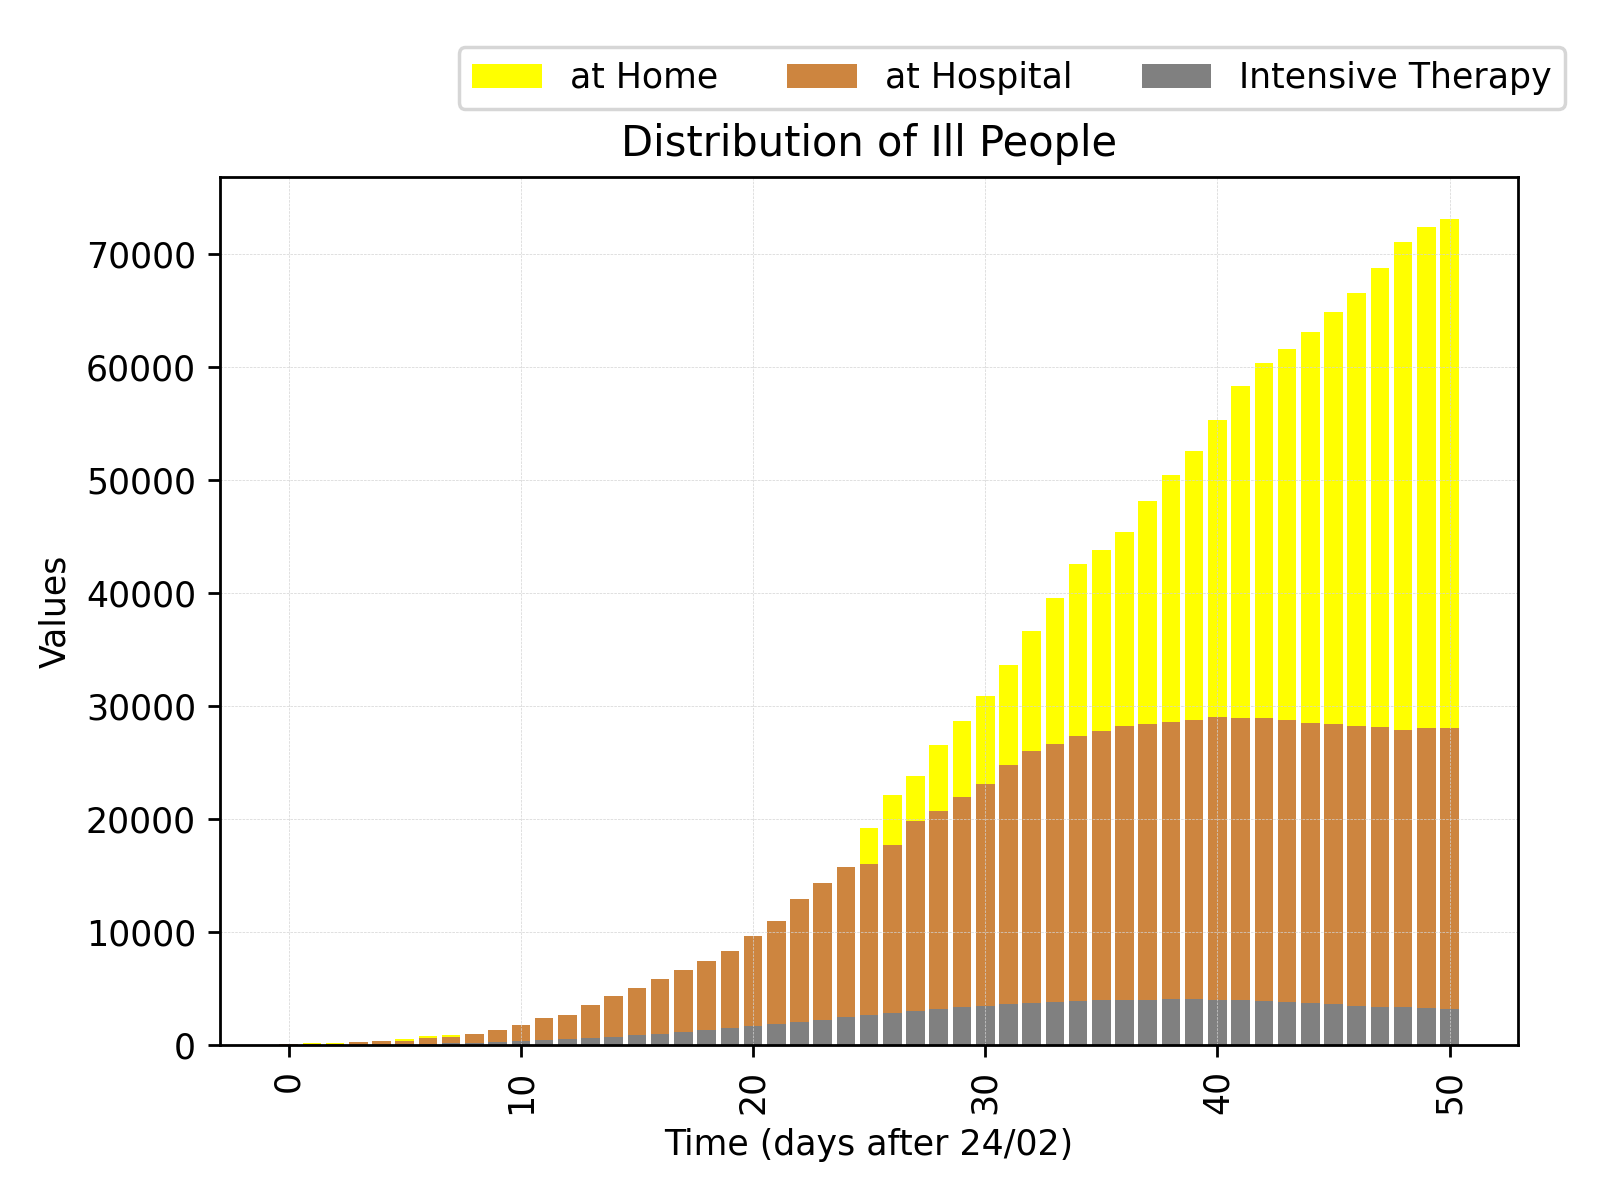 at Home at Hospital Intensive Therapy
Distribution of Ill People
70000
60000
50000
40000
30000
20000
10000
0
Values
0 10 20 30 40 50
Time (days after 24/02)